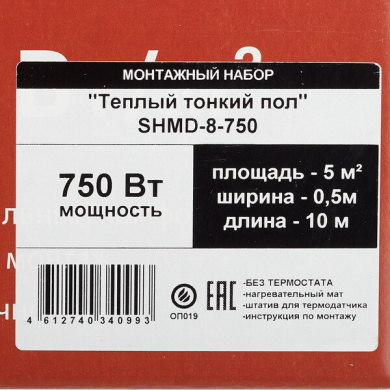 МОНТАЖНЫЙ НАБОР
"Теплый тонкий пол"
SHMD-8-750
750 Вт
МОЩНОСТЬ
площадь - 5 м²
ширина - 0,5м
длина - 10 м
4 612740 340993
ОП019
EAC
-БЕЗ ТЕРМОСТАТА
-нагревательный мат
-штатив для термодатчика
-инструкция по монтажу